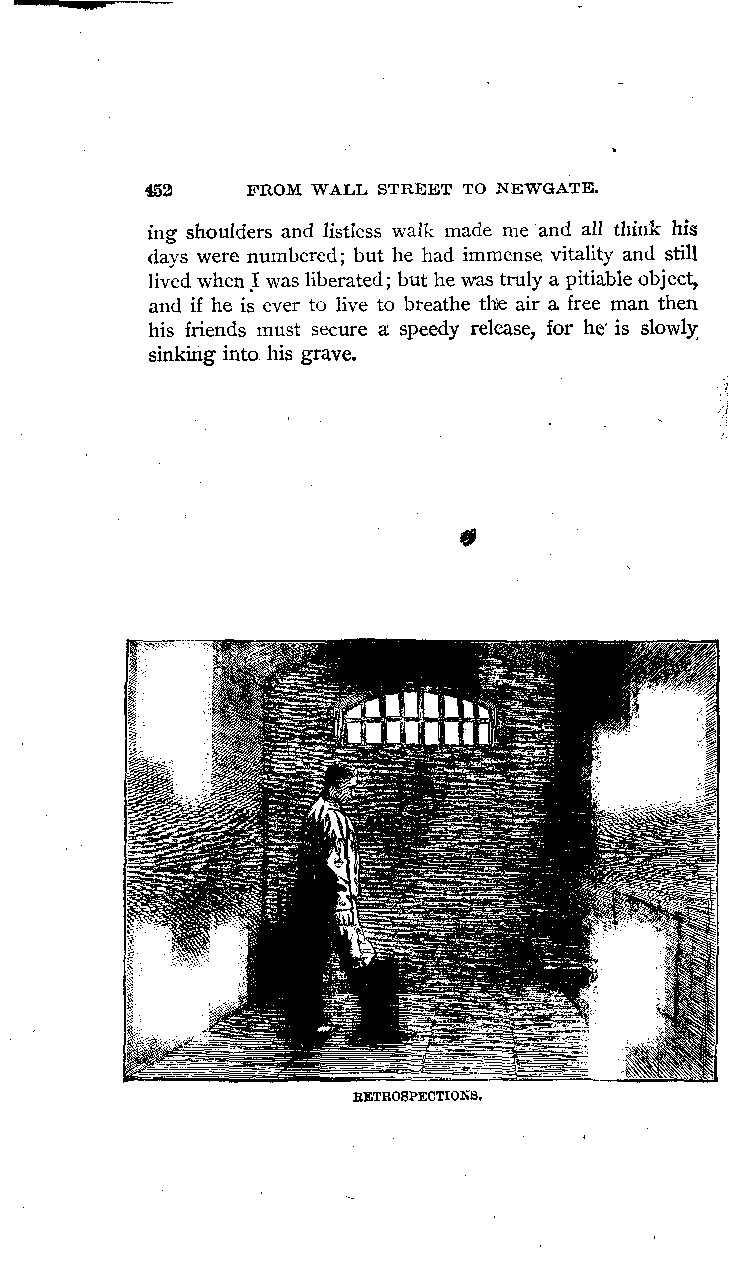 452 FROM WALL STREET TO NEWGATE.
ing shoulders and listless walk made me and all think his
days were numbered; but he had immense vitality and still
lived when I was liberated; but he was truly a pitiable object,
and if he is ever to live to breathe the air a free man then
his friends must secure a speedy release, for he is slowly
sinking into his grave.
RETROSPECTIONS.